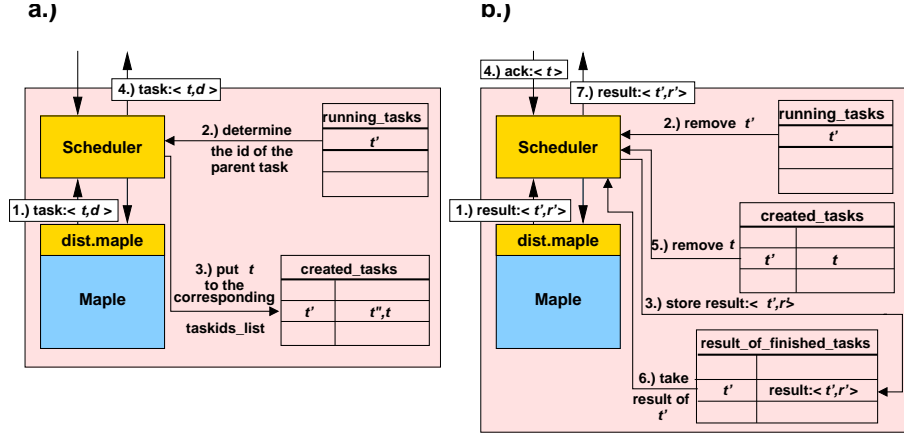 a.)
4.) task:< t,d >
running_tasks
2.) determine
t'
Scheduler
the id of the
parent task
1.) task:< t,d >
dist.maple
3.) put t
to the
corresponding
taskids_list
created_tasks
Maple
t'
t'',t
b.)
4.) ack:< t >
7.) result:< t',r'>
running_tasks
2.) remove t'
t'
Scheduler
1.) result:< t',r'>
created_tasks
dist.maple
5.) remove t
t'
t
Maple
3.) store result:< t',r'>
result_of_finished_tasks
6.) take
result of
t'
t'
result:< t',r'>